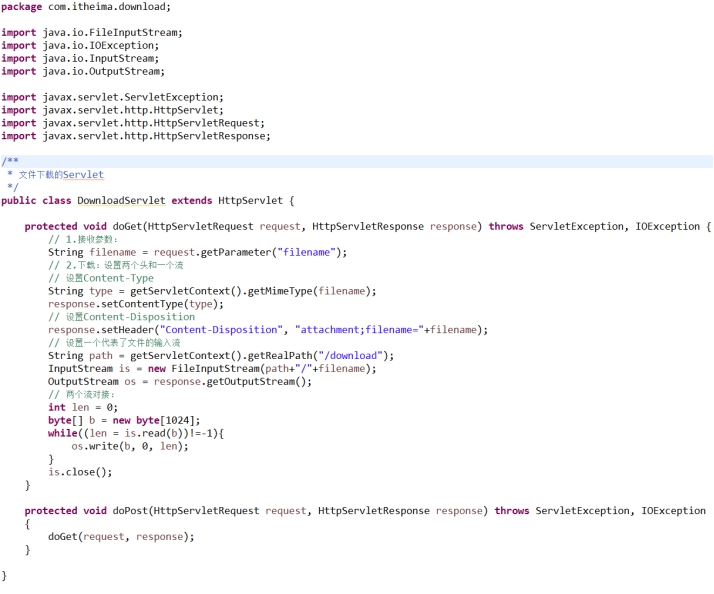 package com.itheima.download;
import java.io.FileInputStream;
import java.io.IOException;
import java.io.InputStream;
import java.io.OutputStream;
import javax.servlet.ServletException;
import javax.servlet.http.HttpServlet;
import javax.servlet.http.HttpServletRequest;
import javax.servlet.http.HttpServletResponse;
/**
 * 文件下载的Servlet
 */
public class DownloadServlet extends HttpServlet {
    protected void doGet(HttpServletRequest request, HttpServletResponse response) throws ServletException, IOException {
        // 1.接收参数:
        String filename = request.getParameter("filename");
        // 2.下载: 设置两个头和一个流
        // 设置Content-Type
        String type = getServletContext().getMimeType(filename);
        response.setContentType(type);
        // 设置Content-Disposition
        response.setHeader("Content-Disposition", "attachment;filename="+filename);
        // 设置一个代表了文件的输入流
        String path = getServletContext().getRealPath("/download");
        InputStream is = new FileInputStream(path+"/"+filename);
        OutputStream os = response.getOutputStream();
        // 两个流对接:
        int len = 0;
        byte[] b = new byte[1024];
        while((len = is.read(b))!=-1){
            os.write(b, 0, len);
        }
        is.close();
    }
    protected void doPost(HttpServletRequest request, HttpServletResponse response) throws ServletException, IOException
    {
        doGet(request, response);
    }
}